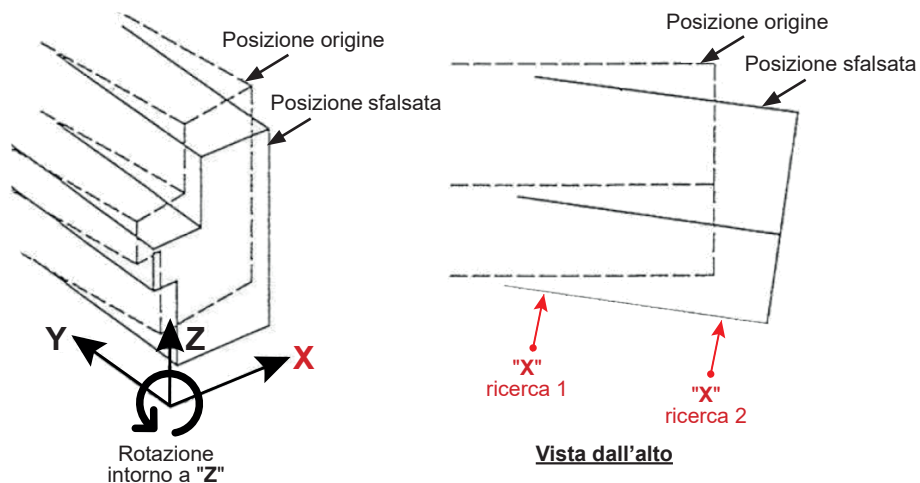 Posizione origine
Posizione sfalsata
Y
Z
X
Rotazione
intorno a "Z"
Posizione origine
Posizione sfalsata
"X"
ricerca 1
"X"
ricerca 2
Vista dall'alto